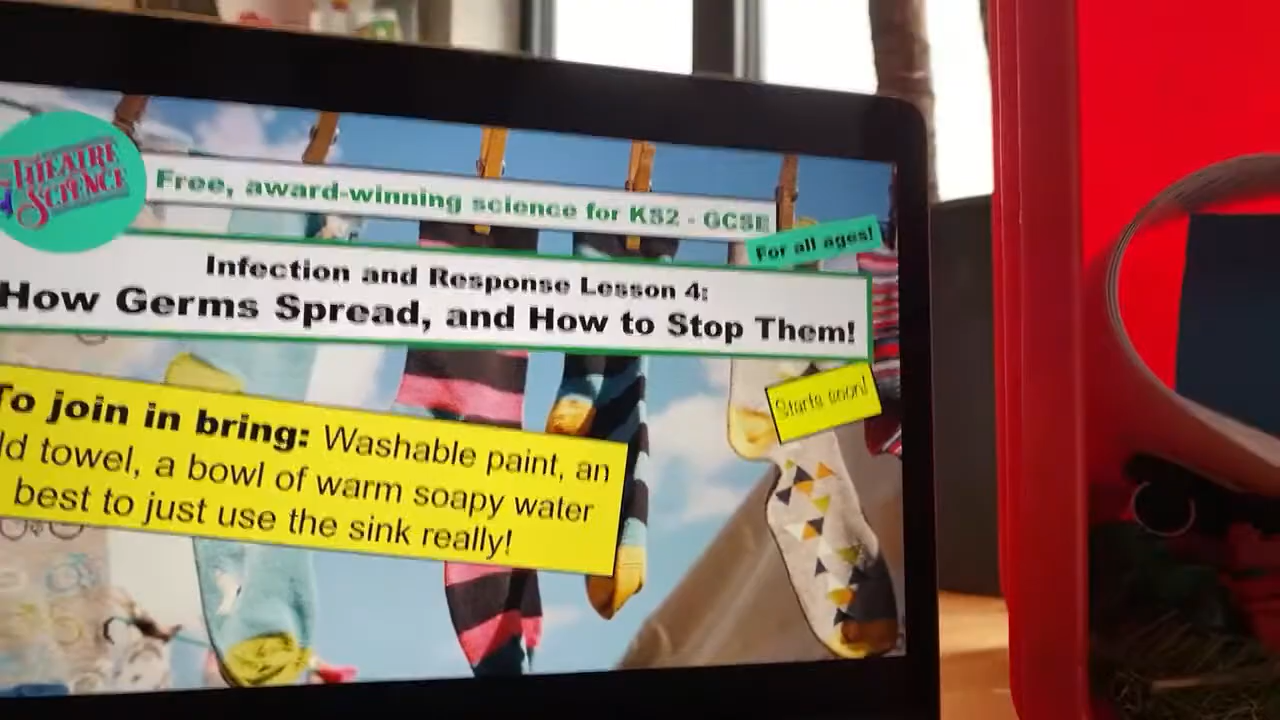 THEATRE
SCIENCE
Free, award-winning science for KS2 - GCSE
For all ages!
Infection and Response Lesson 4:
How Germs Spread, and How to Stop Them!
Starts soon!
To join in bring: Washable paint, an
ld towel, a bowl of warm soapy water
best to just use the sink really!